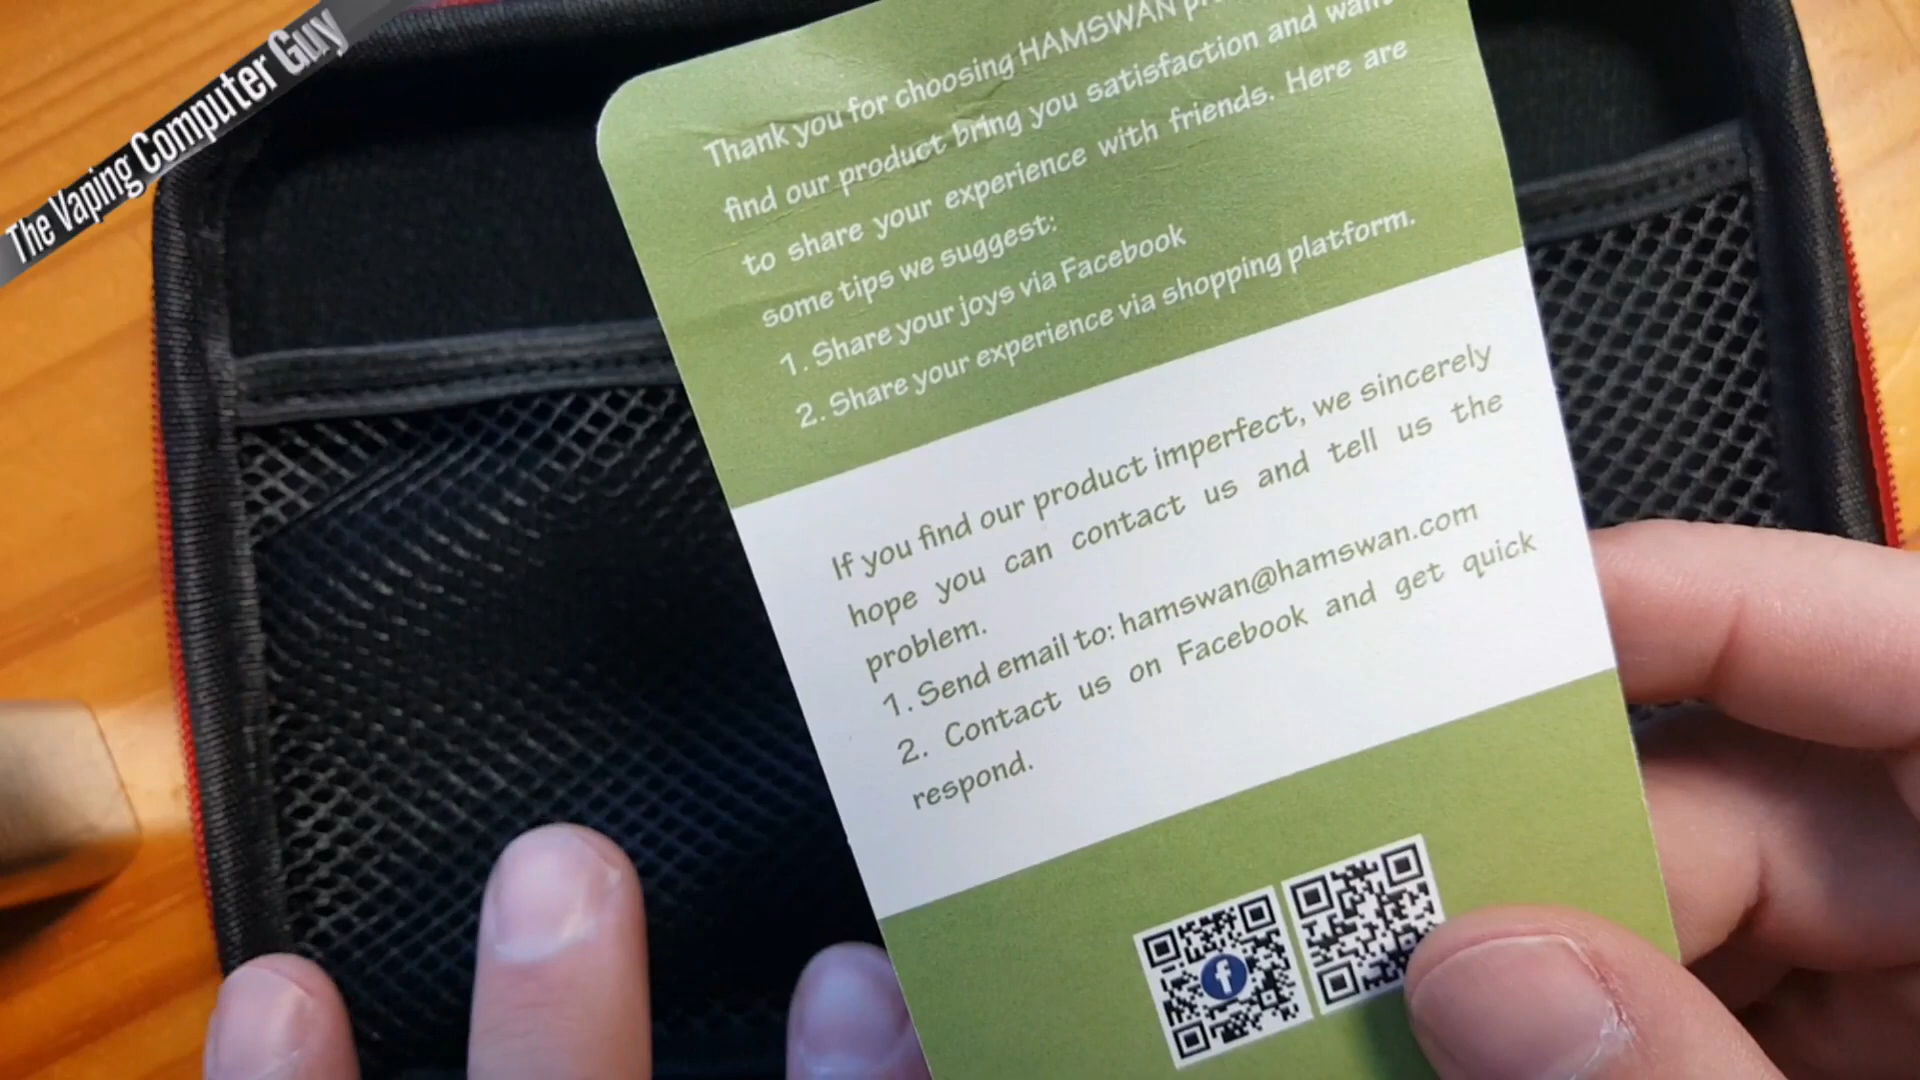 The Vaping Computer Guy
Thank you for choosing HAMSWAN
find our product bring you satisfaction and want
to share your experience with friends. Here are
some tips we suggest:
1. Share your joys via Facebook
2. Share your experience via shopping platform.
If you find our product imperfect, we sincerely
hope you can contact us and tell us the
problem.
1. Send email to: hamswan@hamswan.com
2. Contact us on Facebook and get quick
respond.
f